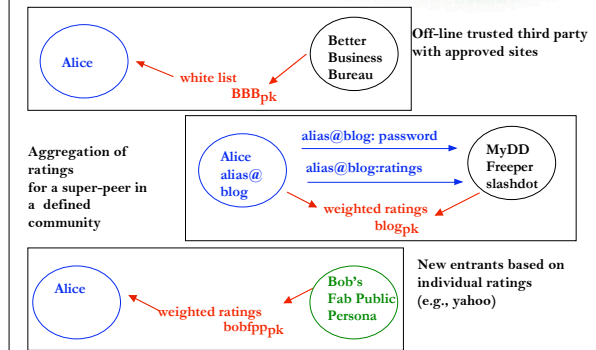 Alice
white list
BBBpk
Better
Business
Bureau
Off-line trusted third party
with approved sites
Aggregation of
ratings
for a super-peer in
a defined
community
Alice
alias@
blog
alias@blog: password
alias@blog:ratings
weighted ratings
blogpk
MyDD
Freeper
slashdot
Alice
weighted ratings
bobfpppk
Bob's
Fab Public
Persona
New entrants based on
individual ratings
(e.g., yahoo)